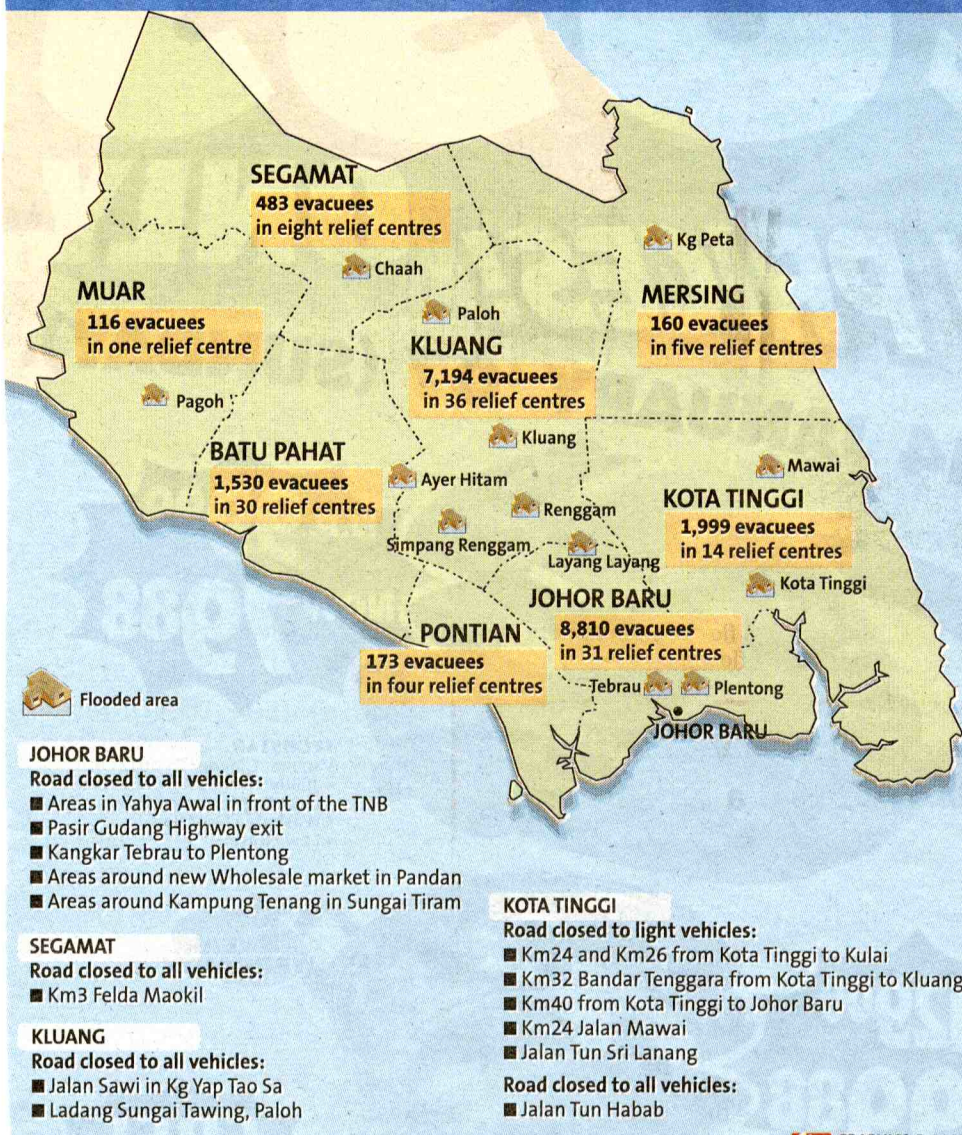 SEGAMAT
483 evacuees
in eight relief centres
Chaah
Kg Peta
MUAR
116 evacuees
in one relief centre
Pagoh
Paloh
KLUANG
7,194 evacuees
in 36 relief centres
Kluang
MERSING
160 evacuees
in five relief centres
BATU PAHAT
1,530 evacuees
in 30 relief centres
Ayer Hitam
Renggam
Simpang Renggam
Layang Layang
Mawai
KOTA TINGGI
1,999 evacuees
in 14 relief centres
Kota Tinggi
JOHOR BARU
8,810 evacuees
in 31 relief centres
PONTIAN
173 evacuees
in four relief centres
Tebrau
Plentong
JOHOR BARU
Flooded area
JOHOR BARU
Road closed to all vehicles:
Areas in Yahya Awal in front of the TNB
Pasir Gudang Highway exit
Kangkar Tebrau to Plentong
Areas around new Wholesale market in Pandan
Areas around Kampung Tenang in Sungai Tiram
SEGAMAT
Road closed to all vehicles:
Km3 Felda Maokil
KLUANG
Road closed to all vehicles:
Jalan Sawi in Kg Yap Tao Sa
Ladang Sungai Tawing, Paloh
KOTA TINGGI
Road closed to light vehicles:
Km24 and Km26 from Kota Tinggi to Kulai
Km32 Bandar Tenggara from Kota Tinggi to Kluang
Km40 from Kota Tinggi to Johor Baru
Km24 Jalan Mawai
Jalan Tun Sri Lanang
Road closed to all vehicles:
Jalan Tun Habab